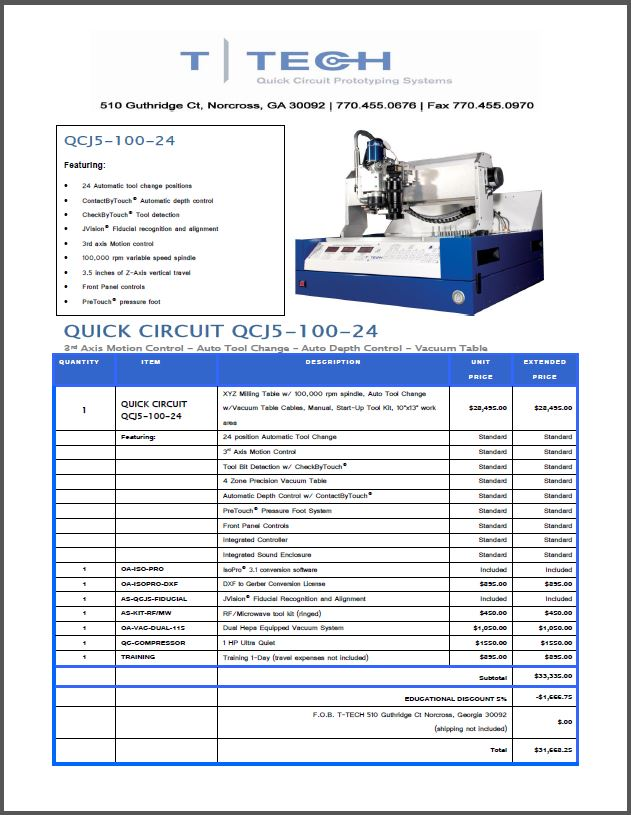 T TECH
Quick Circuit Prototyping Systems
510 Guthridge Ct, Norcross, GA 30092 | 770.455.0676 | Fax 770.455.0970
QCJ5-100-24
Featuring:
• 24 Automatic tool change positions
• ContactByTouch® Automatic depth control
• CheckByTouch® Tool detection
• JVision® Fiducial recognition and alignment
• 3rd axis Motion control
• 100,000 rpm variable speed spindle
• 3.5 inches of Z-Axis vertical travel
• Front Panel controls
• PreTouch® pressure foot
T TECH
QUICK CIRCUIT QCJ5-100-24
3rd Axis Motion Control - Auto Tool Change - Auto Depth Control - Vacuum Table
QUANTITY ITEM DESCRIPTION UNIT PRICE EXTENDED PRICE
1 QUICK CIRCUIT QCJ5-100-24 XYZ Milling Table w/ 100,000 rpm spindle, Auto Tool Change w/Vacuum Table Cables, Manual, Start-Up Tool Kit, 10"x13" work area $28,495.00 $28,495.00
Featuring: 24 position Automatic Tool Change Standard Standard
3rd Axis Motion Control Standard Standard
Tool Bit Detection w/ CheckByTouch® Standard Standard
4 Zone Precision Vacuum Table Standard Standard
Automatic Depth Control w/ ContactByTouch® Standard Standard
PreTouch® Pressure Foot System Standard Standard
Front Panel Controls Standard Standard
Integrated Controller Standard Standard
Integrated Sound Enclosure Standard Standard
1 OA-ISO-PRO IsoPro® 3.1 conversion software Included Included
1 OA-ISOPRO-DXF DXF to Gerber Conversion License $895.00 $895.00
1 AS-QCJ5-FIDUCIAL JVision® Fiducial Recognition and Alignment Included Included
1 AS-KIT-RF/MW RF/Microwave tool kit (ringed) $450.00 $450.00
1 OA-VAC-DUAL-115 Dual Hepa Equipped Vacuum System $1,050.00 $1,050.00
1 QC-COMPRESSOR 1 HP Ultra Quiet $1550.00 $1550.00
1 TRAINING Training 1-Day (travel expenses not included) $895.00 $895.00
Subtotal $33,335.00
EDUCATIONAL DISCOUNT 5% -$1,666.75
F.O.B. T-TECH 510 Guthridge Ct Norcross, Georgia 30092
(shipping not included) $.00
Total $31,668.25